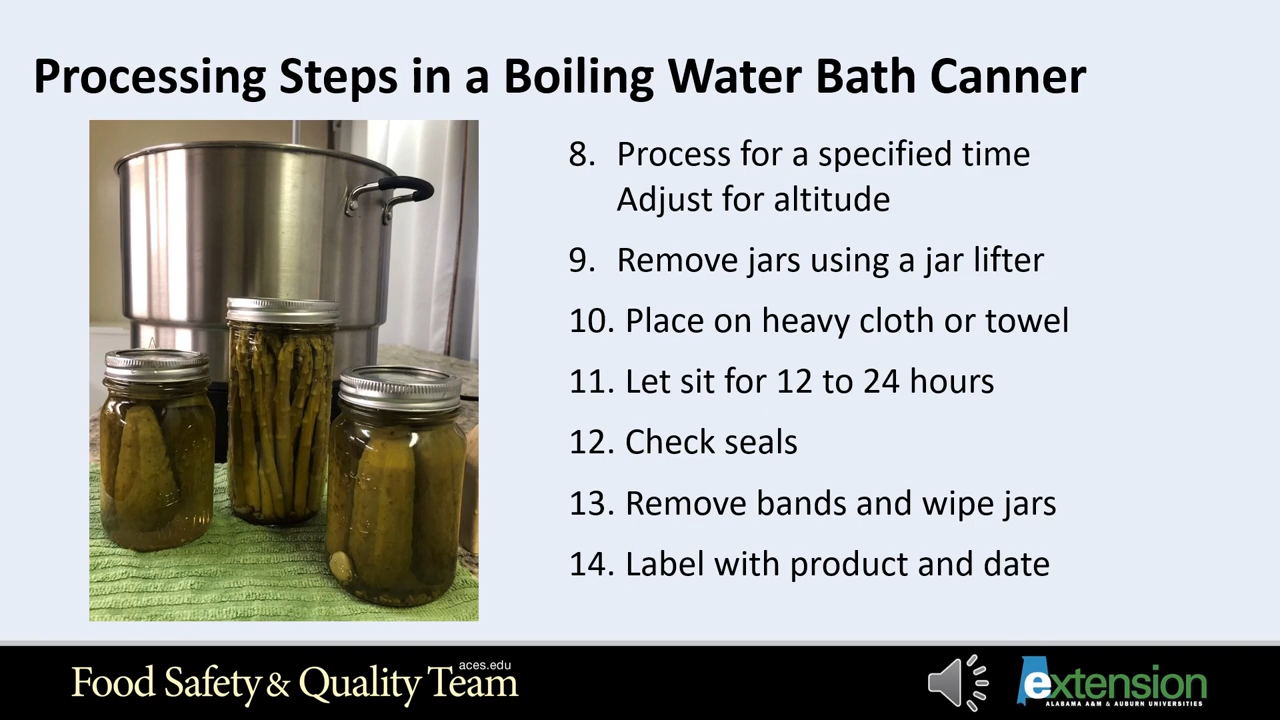 Processing Steps in a Boiling Water Bath Canner
8. Process for a specified time
Adjust for altitude
9. Remove jars using a jar lifter
10. Place on heavy cloth or towel
11. Let sit for 12 to 24 hours
12. Check seals
13. Remove bands and wipe jars
14. Label with product and date
aces.edu
Food Safety & Quality Team
extension
ALABAMA A&M & AUBURN UNIVERSITIES